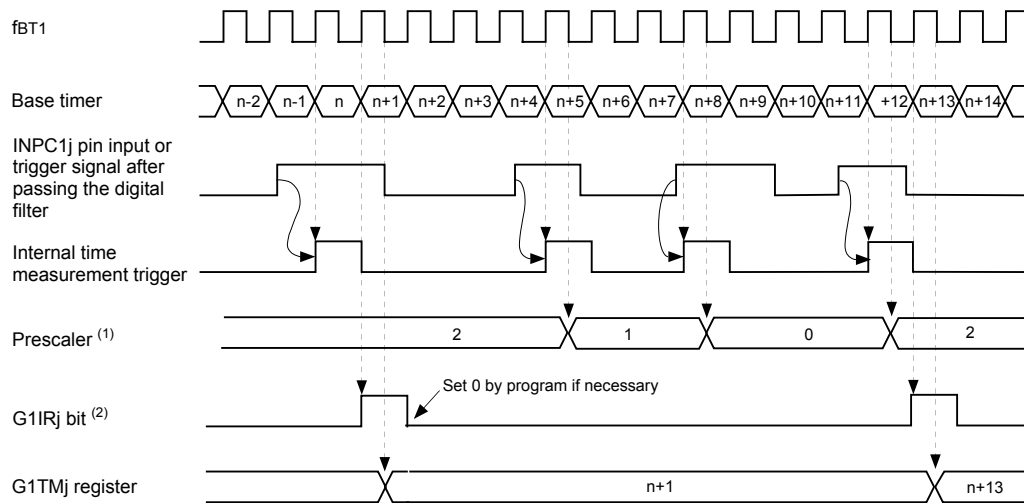 fBT1
Base timer
n-2 n-1 n n+1 n+2 n+3 n+4 n+5 n+6 n+7 n+8 n+9 n+10 n+11 +12 n+13 n+14
INPC1j pin input or
trigger signal after
passing the digital
filter
Internal time
measurement trigger
Prescaler (1)
2 1 0 2
Set 0 by program if necessary
G1IRj bit (2)
G1TMj register
n+1 n+13